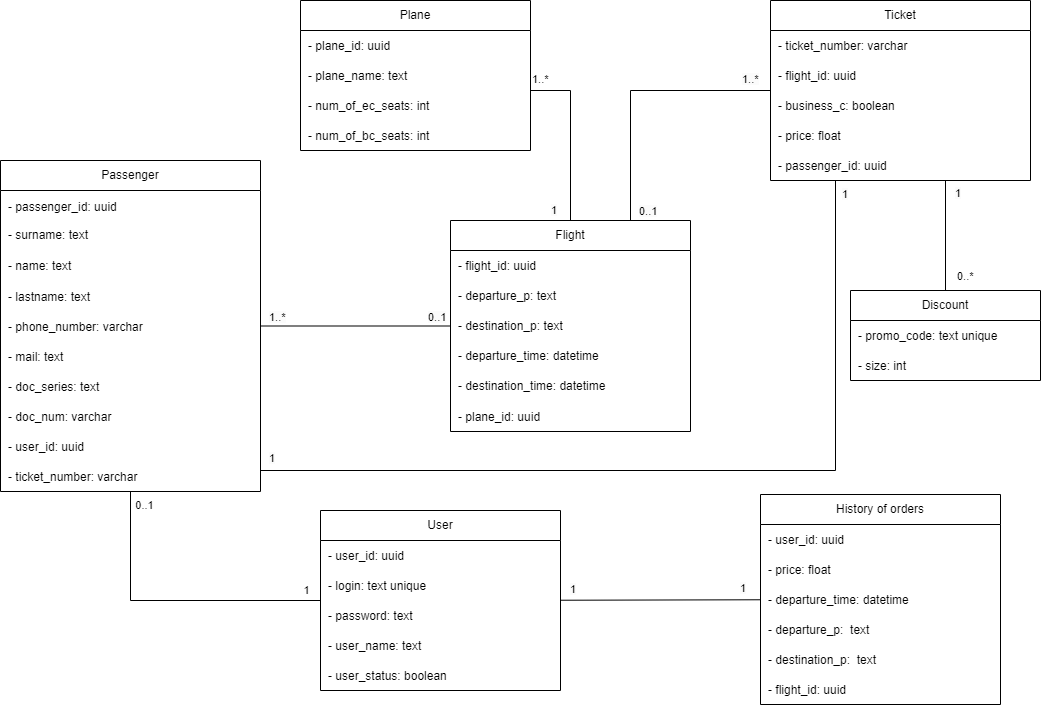 Plane
- plane_id: uuid
- plane_name: text
- num_of_ec_seats: int
- num_of_bc_seats: int
1..*
1
Ticket
- ticket_number: varchar
- flight_id: uuid
- business_c: boolean
- price: float
- passenger_id: uuid
1..*
0..1
1
1
0..*
Passenger
- passenger_id: uuid
- surname: text
- name: text
- lastname: text
- phone_number: varchar
- mail: text
- doc_series: text
- doc_num: varchar
- user_id: uuid
- ticket_number: varchar
1..*
0..1
1
0..1
1
Flight
- flight_id: uuid
- departure_p: text
- destination_p: text
- departure_time: datetime
- destination_time: datetime
- plane_id: uuid
Discount
- promo_code: text unique
- size: int
User
- user_id: uuid
- login: text unique
- password: text
- user_name: text
- user_status: boolean
1
1
History of orders
- user_id: uuid
- price: float
- departure_time: datetime
- departure_p:  text
- destination_p:  text
- flight_id: uuid